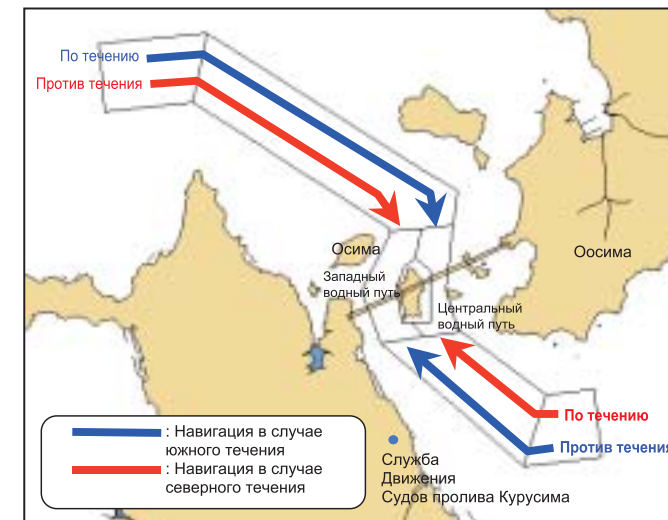 По течению
Против течения
Осима
Оосима
Западный
водный путь
Центральный
водный путь
По течению
Против течения
: Навигация в случае
южного течения
: Навигация в случае
северного течения
Служба
Движения
Судов пролива Курусима